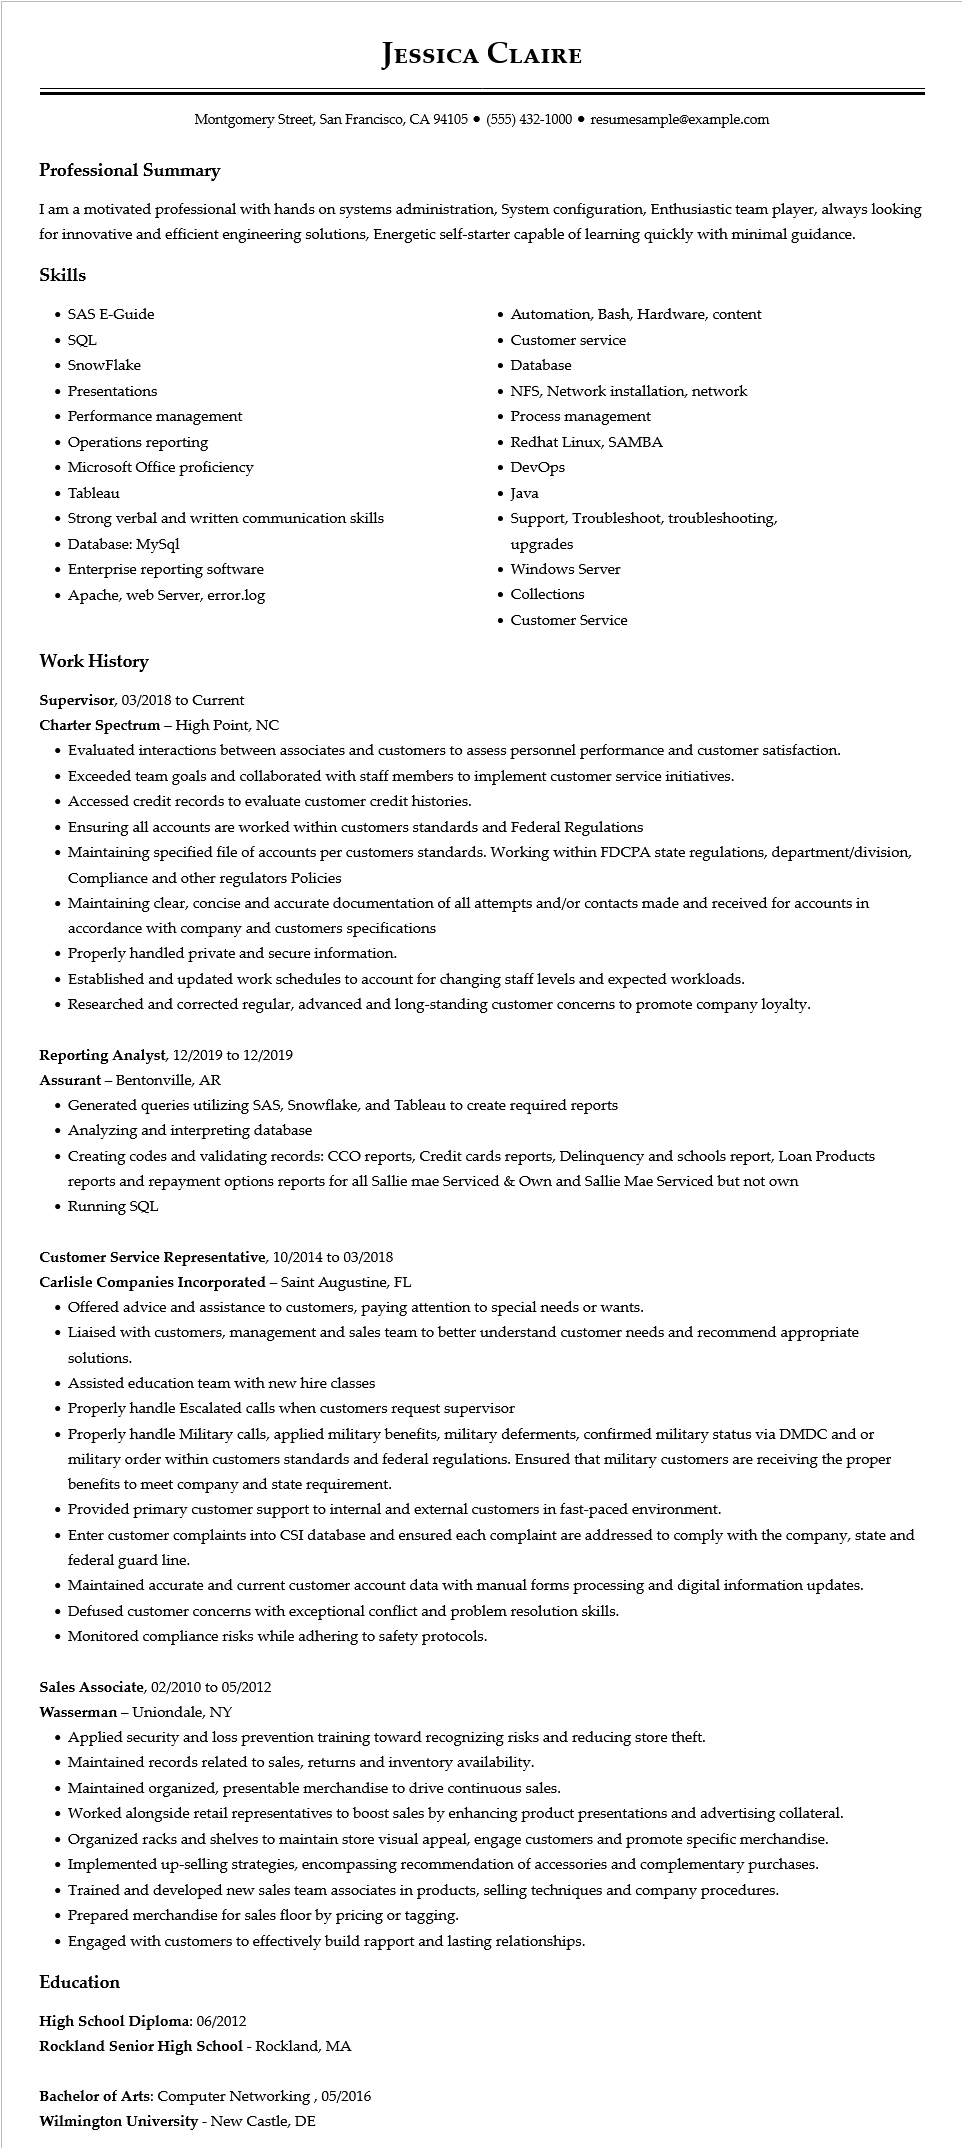 Jessica Claire
Montgomery Street, San Francisco, CA 94105 ● (555) 432-1000 ● resumesample@example.com
Professional Summary
I am a motivated professional with hands on systems administration, System configuration, Enthusiastic team player, always looking
for innovative and efficient engineering solutions, Energetic self-starter capable of learning quickly with minimal guidance.
Skills
• SAS E-Guide
• SQL
• SnowFlake
• Presentations
• Performance management
• Operations reporting
• Microsoft Office proficiency
• Tableau
• Strong verbal and written communication skills
• Database: MySql
• Enterprise reporting software
• Apache, web Server, error.log
• Automation, Bash, Hardware, content
• Customer service
• Database
• NFS, Network installation, network
• Process management
• Redhat Linux, SAMBA
• DevOps
• Java
• Support, Troubleshoot, troubleshooting,
upgrades
• Windows Server
• Collections
• Customer Service
Work History
Supervisor, 03/2018 to Current
Charter Spectrum – High Point, NC
• Evaluated interactions between associates and customers to assess personnel performance and customer satisfaction.
• Exceeded team goals and collaborated with staff members to implement customer service initiatives.
• Accessed credit records to evaluate customer credit histories.
• Ensuring all accounts are worked within customers standards and Federal Regulations
• Maintaining specified file of accounts per customers standards. Working within FDCPA state regulations, department/division,
Compliance and other regulators Policies
• Maintaining clear, concise and accurate documentation of all attempts and/or contacts made and received for accounts in
accordance with company and customers specifications
• Properly handled private and secure information.
• Established and updated work schedules to account for changing staff levels and expected workloads.
• Researched and corrected regular, advanced and long-standing customer concerns to promote company loyalty.
Reporting Analyst, 12/2019 to 12/2019
Assurant – Bentonville, AR
• Generated queries utilizing SAS, Snowflake, and Tableau to create required reports
• Analyzing and interpreting database
• Creating codes and validating records: CCO reports, Credit cards reports, Delinquency and schools report, Loan Products
reports and repayment options reports for all Sallie mae Serviced & Own and Sallie Mae Serviced but not own
• Running SQL
Customer Service Representative, 10/2014 to 03/2018
Carlisle Companies Incorporated – Saint Augustine, FL
• Offered advice and assistance to customers, paying attention to special needs or wants.
• Liaised with customers, management and sales team to better understand customer needs and recommend appropriate
solutions.
• Assisted education team with new hire classes
• Properly handle Escalated calls when customers request supervisor
• Properly handle Military calls, applied military benefits, military deferments, confirmed military status via DMDC and or
military order within customers standards and federal regulations. Ensured that military customers are receiving the proper
benefits to meet company and state requirement.
• Provided primary customer support to internal and external customers in fast-paced environment.
• Enter customer complaints into CSI database and ensured each complaint are addressed to comply with the company, state and
federal guard line.
• Maintained accurate and current customer account data with manual forms processing and digital information updates.
• Defused customer concerns with exceptional conflict and problem resolution skills.
• Monitored compliance risks while adhering to safety protocols.
Sales Associate, 02/2010 to 05/2012
Wasserman – Uniondale, NY
• Applied security and loss prevention training toward recognizing risks and reducing store theft.
• Maintained records related to sales, returns and inventory availability.
• Maintained organized, presentable merchandise to drive continuous sales.
• Worked alongside retail representatives to boost sales by enhancing product presentations and advertising collateral.
• Organized racks and shelves to maintain store visual appeal, engage customers and promote specific merchandise.
• Implemented up-selling strategies, encompassing recommendation of accessories and complementary purchases.
• Trained and developed new sales team associates in products, selling techniques and company procedures.
• Prepared merchandise for sales floor by pricing or tagging.
• Engaged with customers to effectively build rapport and lasting relationships.
Education
High School Diploma: 06/2012
Rockland Senior High School - Rockland, MA
Bachelor of Arts: Computer Networking , 05/2016
Wilmington University - New Castle, DE